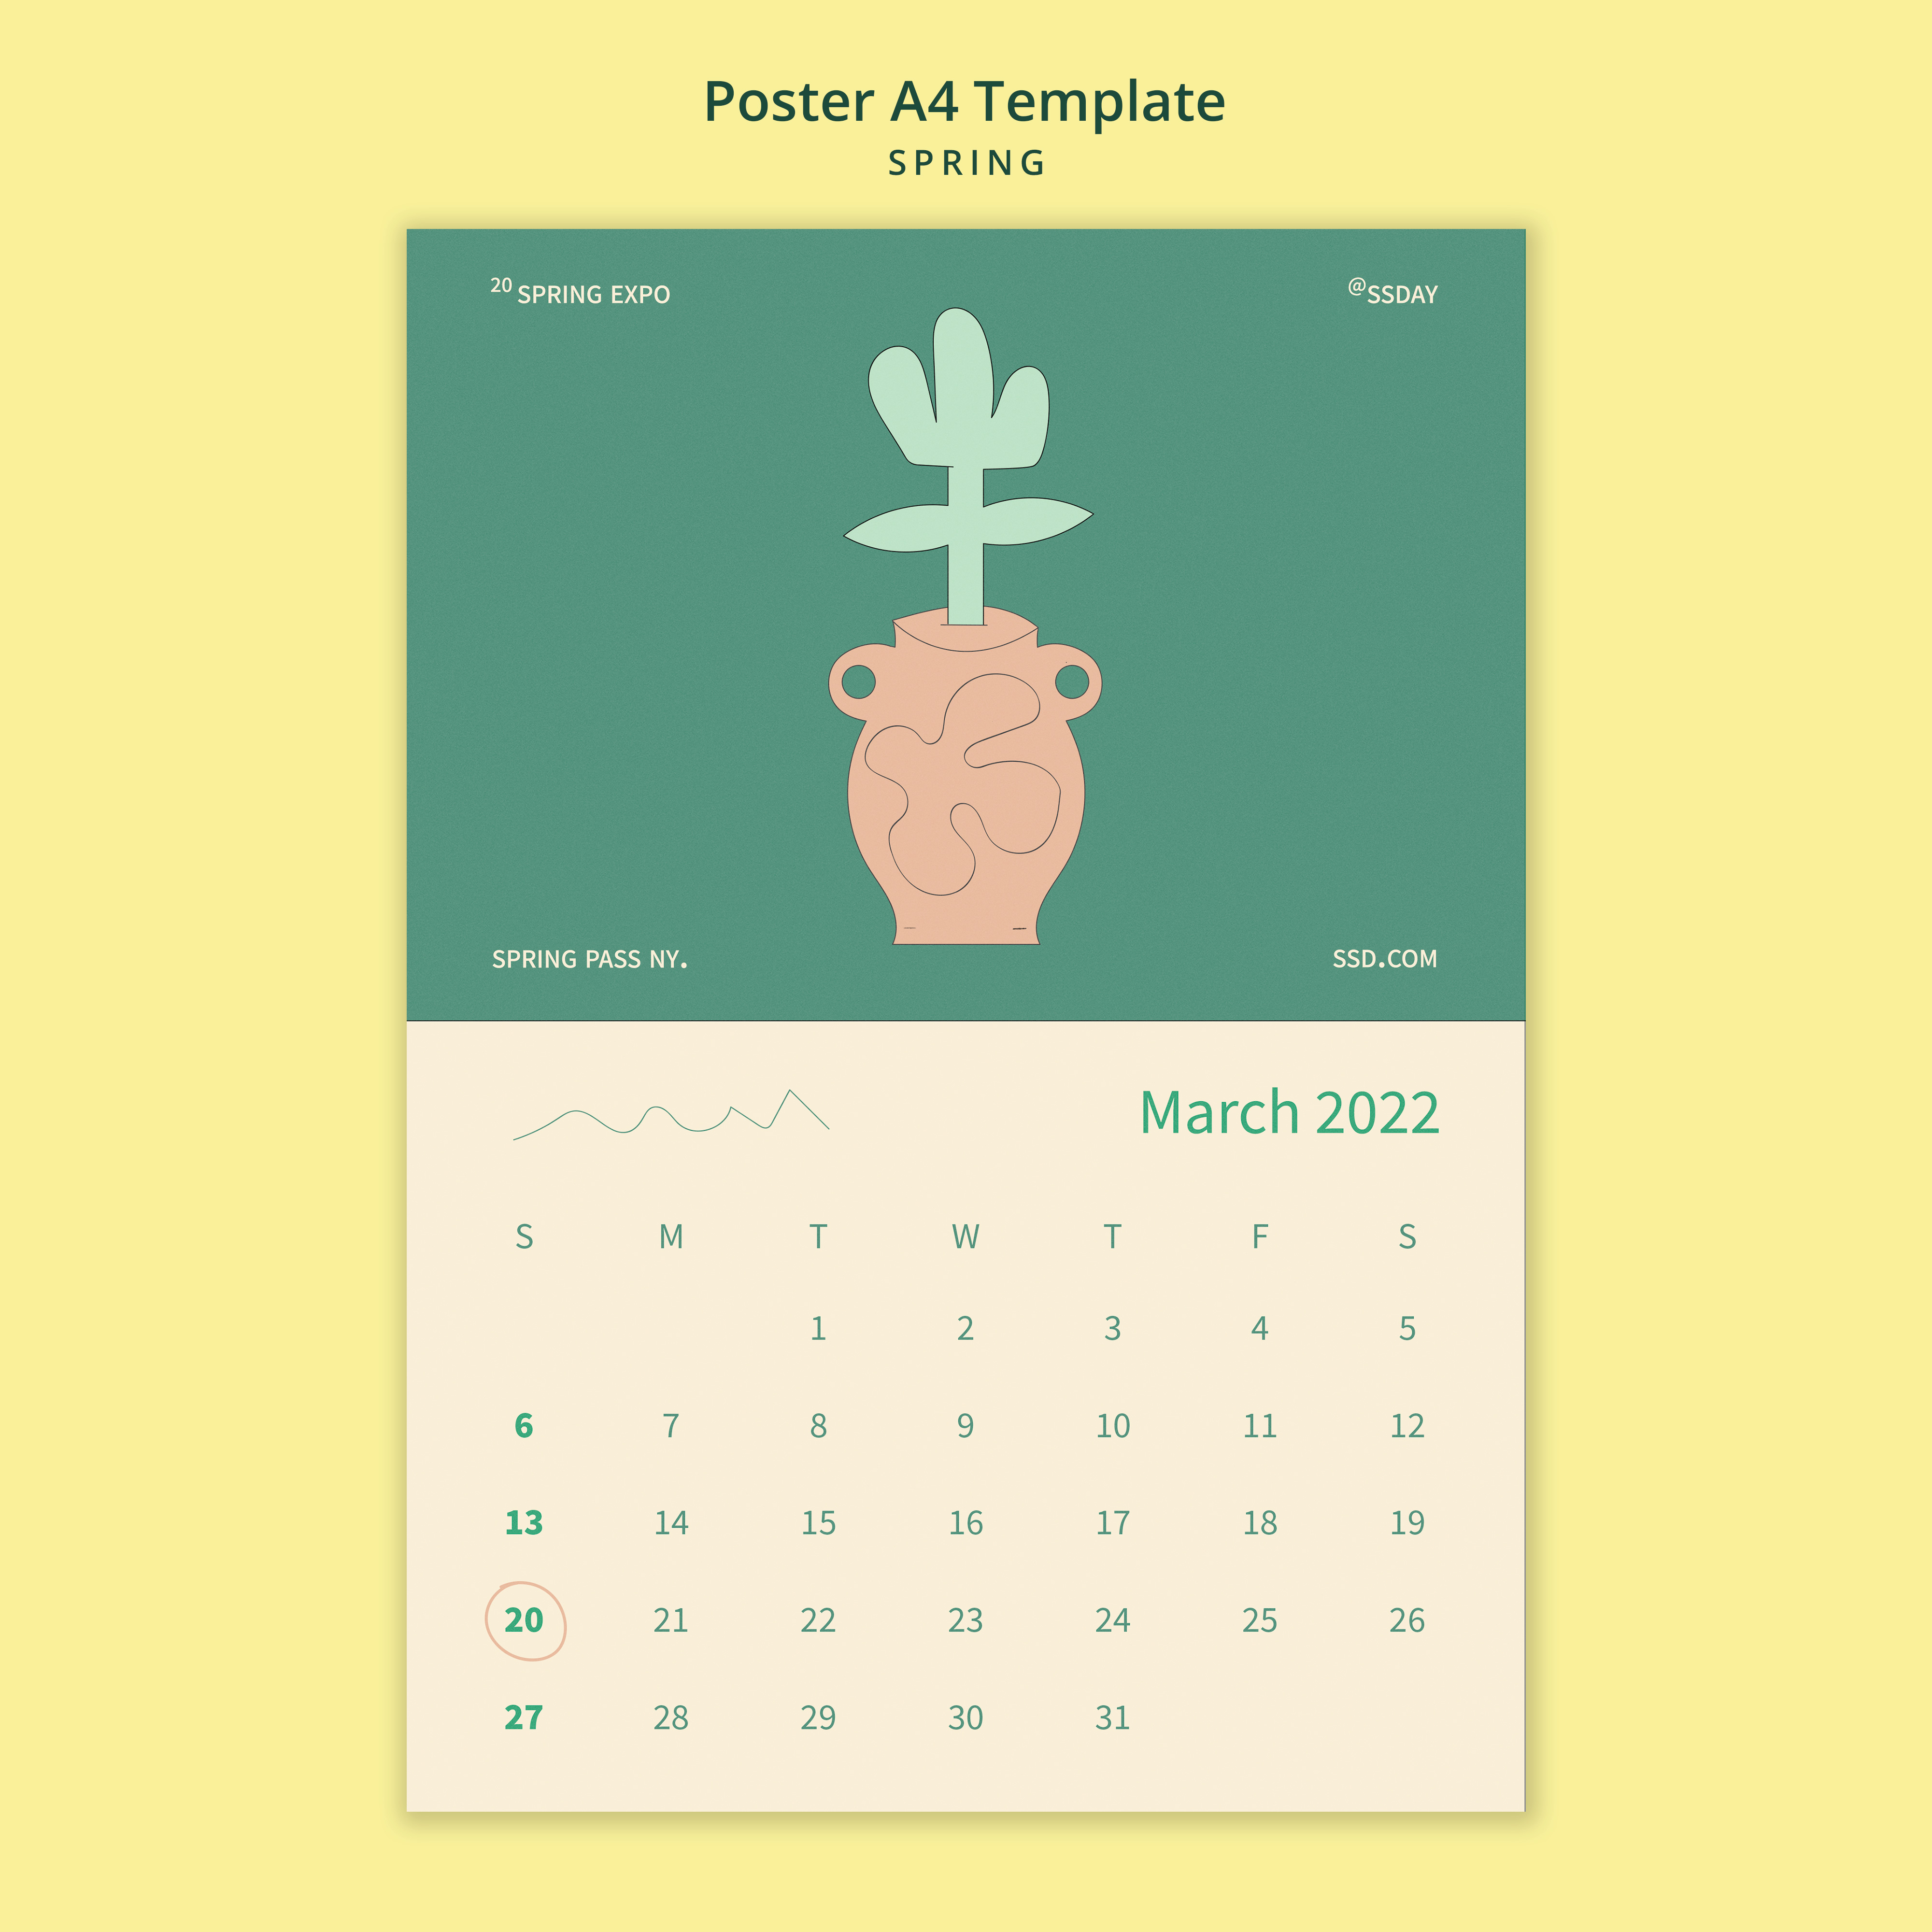 Poster A4 Template
SPRING
20 SPRING EXPO
@SSDAY
SPRING PASS NY.
SSD.COM
March 2022
S M T W T F S
1 2 3 4 5
6 7 8 9 10 11 12
13 14 15 16 17 18 19
20 21 22 23 24 25 26
27 28 29 30 31